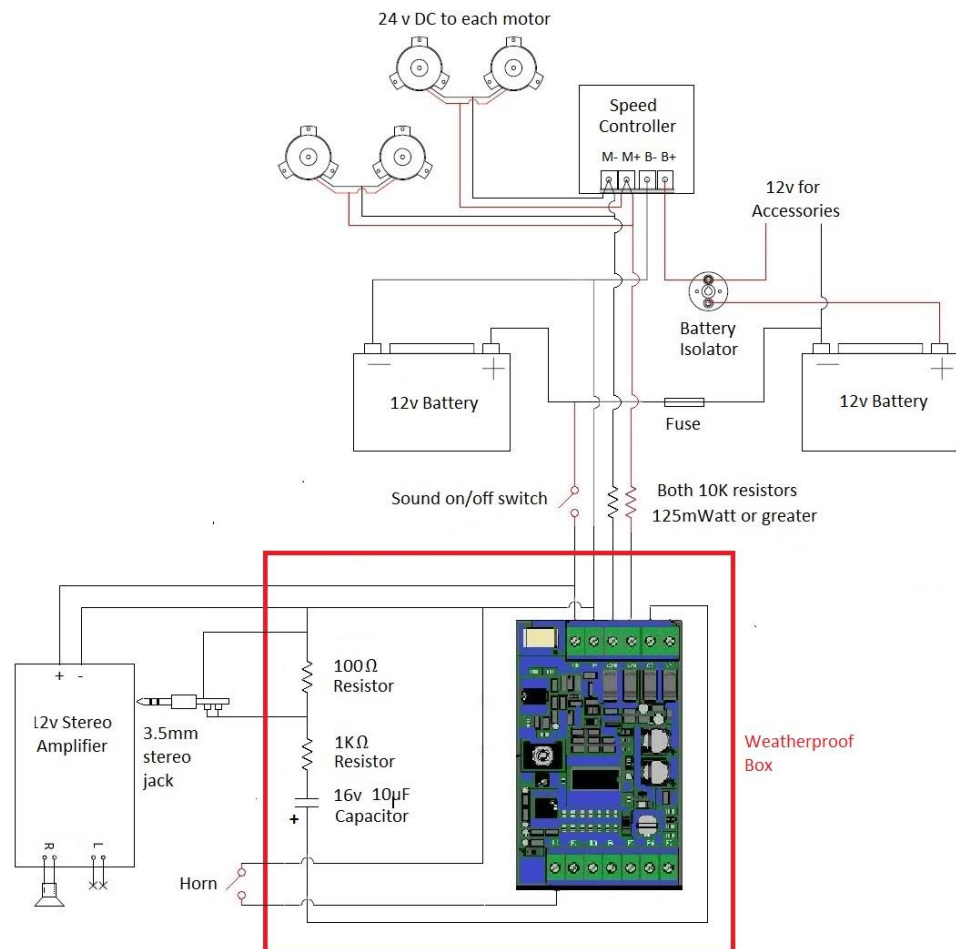 24 v DC to each motor
Speed
Controller
M- M+ B- B+
12v for
Accessories
Battery
Isolator
12v Battery
12v Battery
Fuse
Sound on/off switch
Both 10K resistors
125mWatt or greater
+ -
12v Stereo
Amplifier
3.5mm
stereo
jack
100Ω
Resistor
1KΩ
Resistor
16v 10µF
Capacitor
+
Weatherproof
Box
R L
Horn